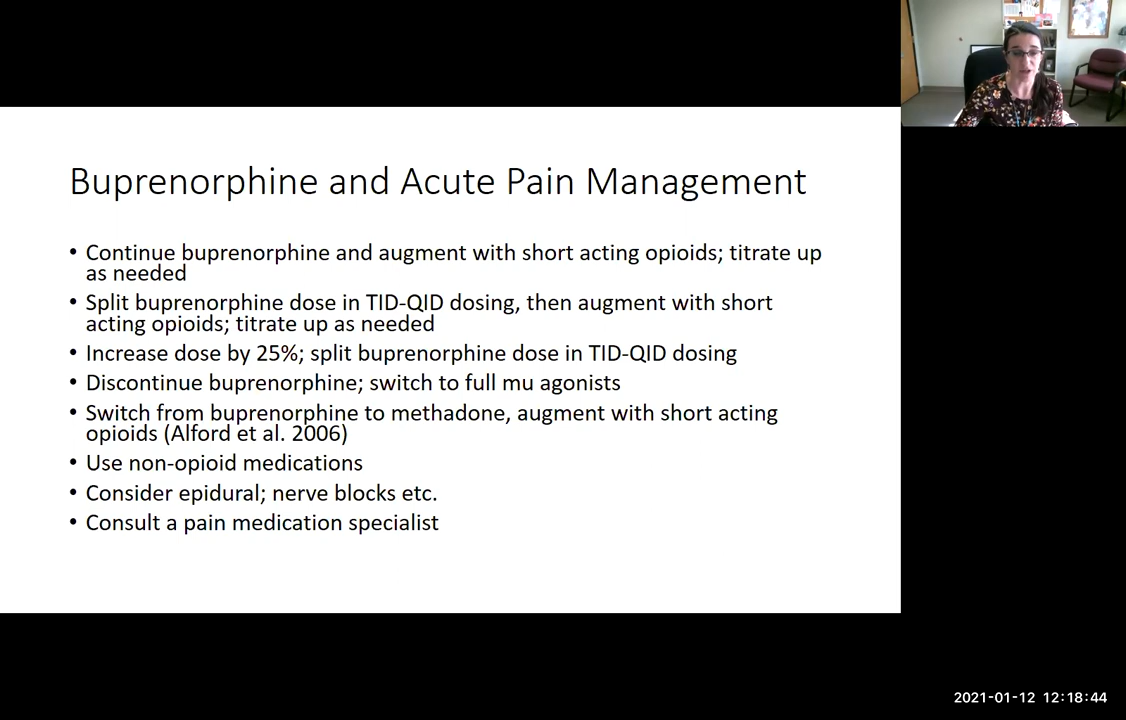 Buprenorphine and Acute Pain Management
• Continue buprenorphine and augment with short acting opioids; titrate up
as needed
• Split buprenorphine dose in TID-QID dosing, then augment with short
acting opioids; titrate up as needed
• Increase dose by 25%; split buprenorphine dose in TID-QID dosing
• Discontinue buprenorphine; switch to full mu agonists
• Switch from buprenorphine to methadone, augment with short acting
opioids (Alford et al. 2006)
• Use non-opioid medications
• Consider epidural; nerve blocks etc.
• Consult a pain medication specialist
2021-01-12 12:18:44